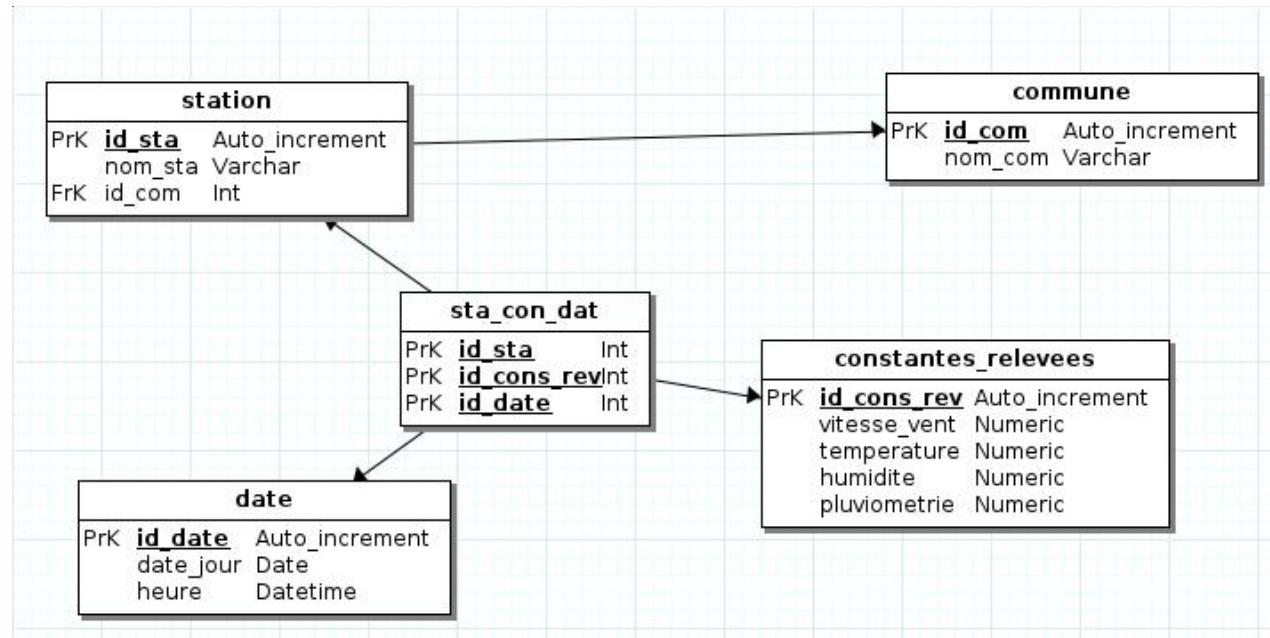 station
PrK id_sta Auto_increment
nom_sta Varchar
FrK id_com Int
commune
PrK id_com Auto_increment
nom_com Varchar
sta_con_dat
PrK id_sta Int
PrK id_cons_rev Int
PrK id_date Int
constantes_relevees
PrK id_cons_rev Auto_increment
vitesse_vent Numeric
temperature Numeric
humidite Numeric
pluviometrie Numeric
date
PrK id_date Auto_increment
date_jour Date
heure Datetime